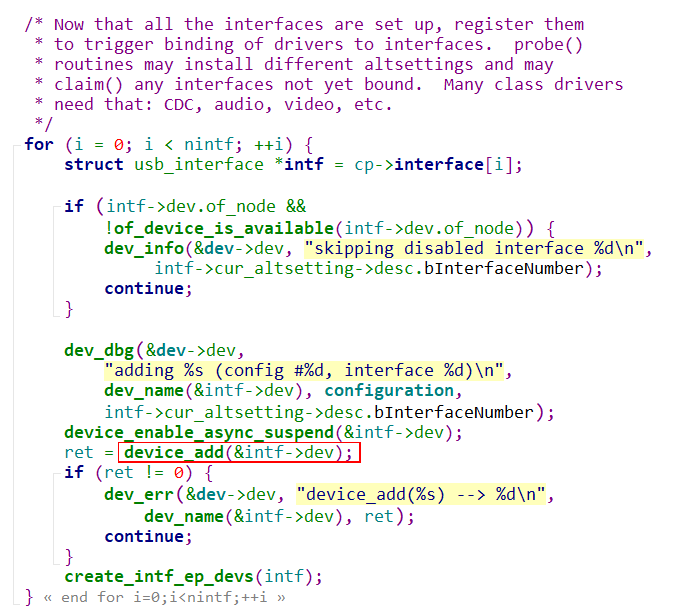 /* Now that all the interfaces are set up, register them
 * to trigger binding of drivers to interfaces.  probe()
 * routines may install different altsettings and may
 * claim() any interfaces not yet bound.  Many class drivers
 * need that: CDC, audio, video, etc.
 */
for (i = 0; i < nintf; ++i) {
    struct usb_interface *intf = cp->interface[i];

    if (intf->dev.of_node &&
        !of_device_is_available(intf->dev.of_node)) {
        dev_info(&dev->dev, "skipping disabled interface %d\n",
             intf->cur_altsetting->desc.bInterfaceNumber);
        continue;
    }

    dev_dbg(&dev->dev,
        "adding %s (config #%d, interface %d)\n",
        dev_name(&intf->dev), configuration,
        intf->cur_altsetting->desc.bInterfaceNumber);
    device_enable_async_suspend(&intf->dev);
    ret = device_add(&intf->dev);
    if (ret != 0) {
        dev_err(&dev->dev, "device_add(%s) --> %d\n",
            dev_name(&intf->dev), ret);
        continue;
    }
    create_intf_ep_devs(intf);
} « end for i=0;i<nintf;++i »